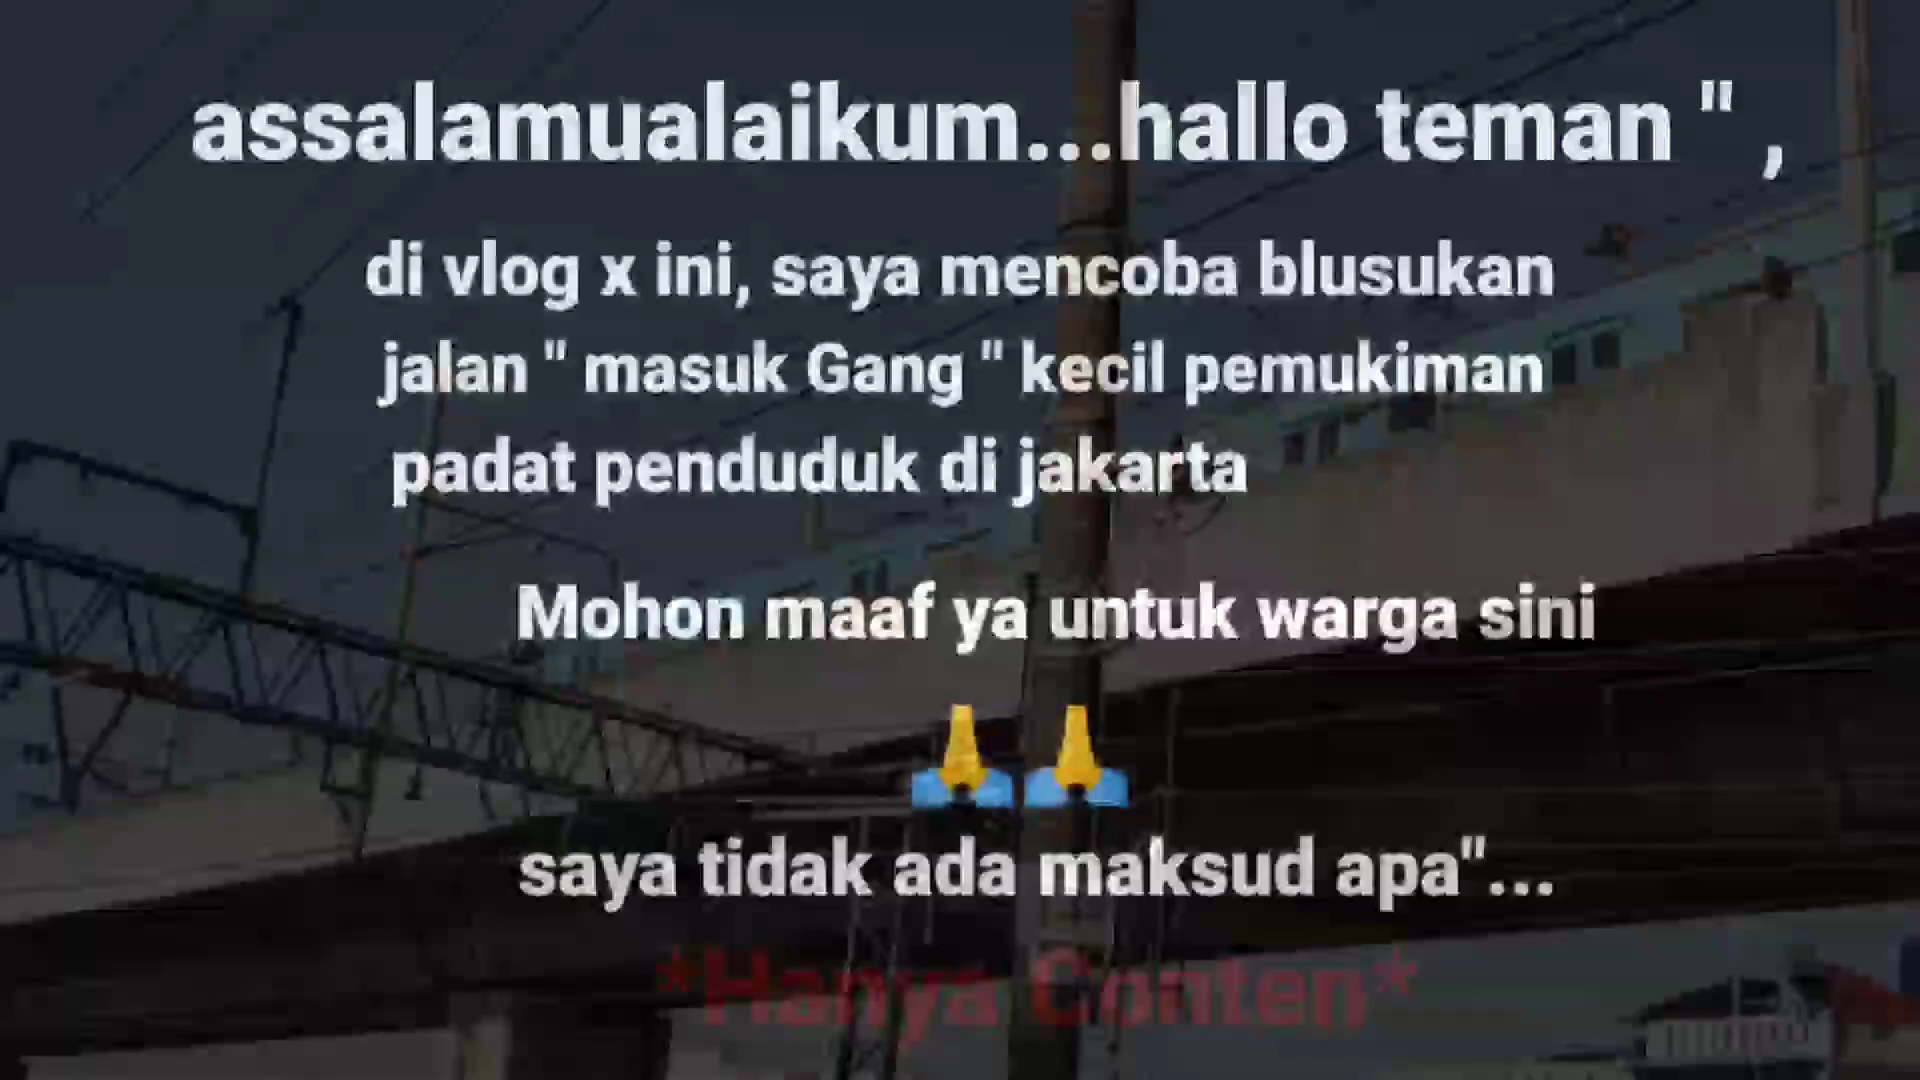 assalamualaikum...hallo teman " ,
di vlog x ini, saya mencoba blusukan
jalan " masuk Gang " kecil pemukiman
padat penduduk di jakarta
Mohon maaf ya untuk warga sini
🙏🙏
saya tidak ada maksud apa"...
*Hanya Conten*